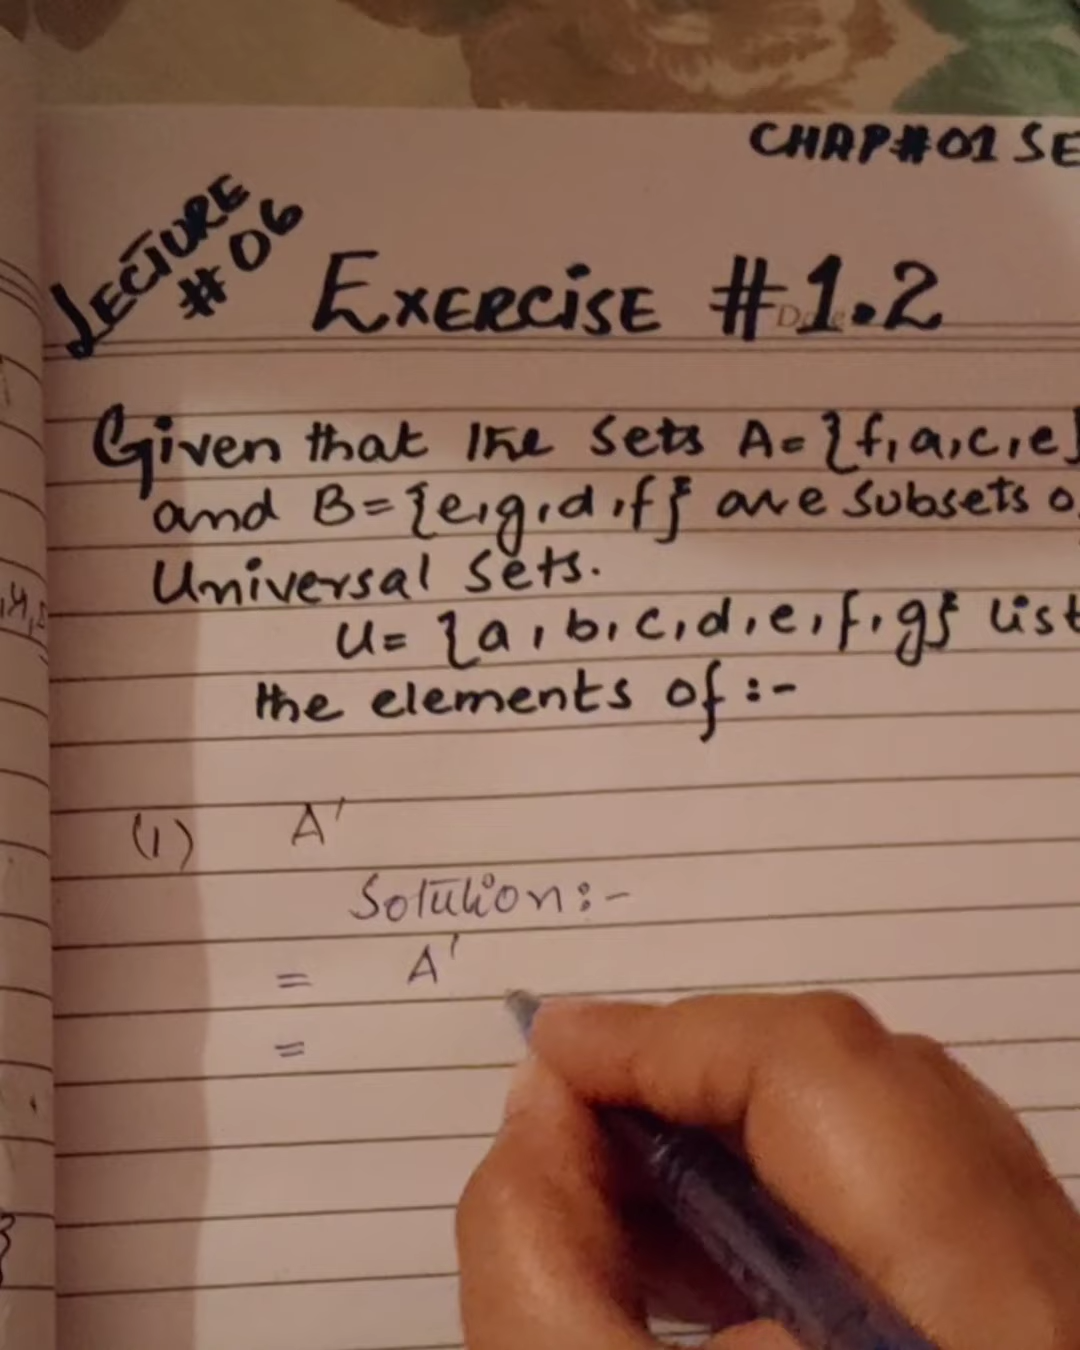 CHAP#01 SE
LECTURE
#06
EXERCISE #1.2
Given that the Sets A={f,a,c,e}
and B={e,g,d,f} are subsets o
Universal Sets.
U= {a,b,c,d,e,f,g} List
the elements of :-
(1) A'
Solution:-
= A'
=